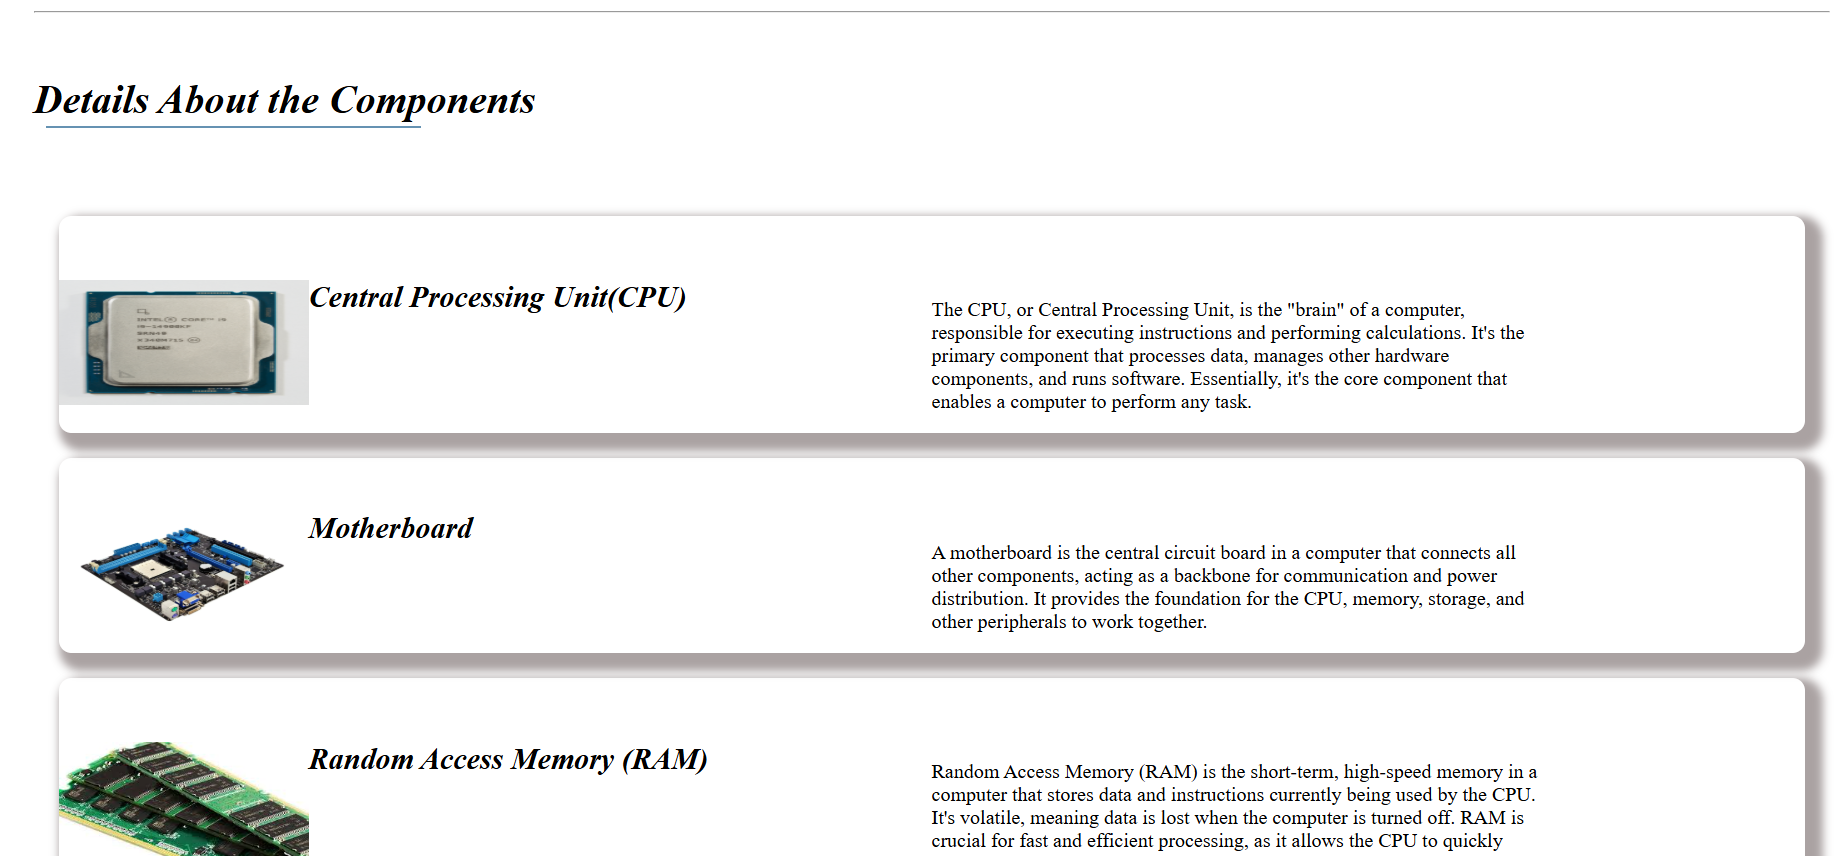 Details About the Components
Central Processing Unit(CPU)
The CPU, or Central Processing Unit, is the "brain" of a computer,
responsible for executing instructions and performing calculations. It's the
primary component that processes data, manages other hardware
components, and runs software. Essentially, it's the core component that
enables a computer to perform any task.
INTEL® CORE™ i9
Motherboard
A motherboard is the central circuit board in a computer that connects all
other components, acting as a backbone for communication and power
distribution. It provides the foundation for the CPU, memory, storage, and
other peripherals to work together.
Random Access Memory (RAM)
Random Access Memory (RAM) is the short-term, high-speed memory in a
computer that stores data and instructions currently being used by the CPU.
It's volatile, meaning data is lost when the computer is turned off. RAM is
crucial for fast and efficient processing, as it allows the CPU to quickly